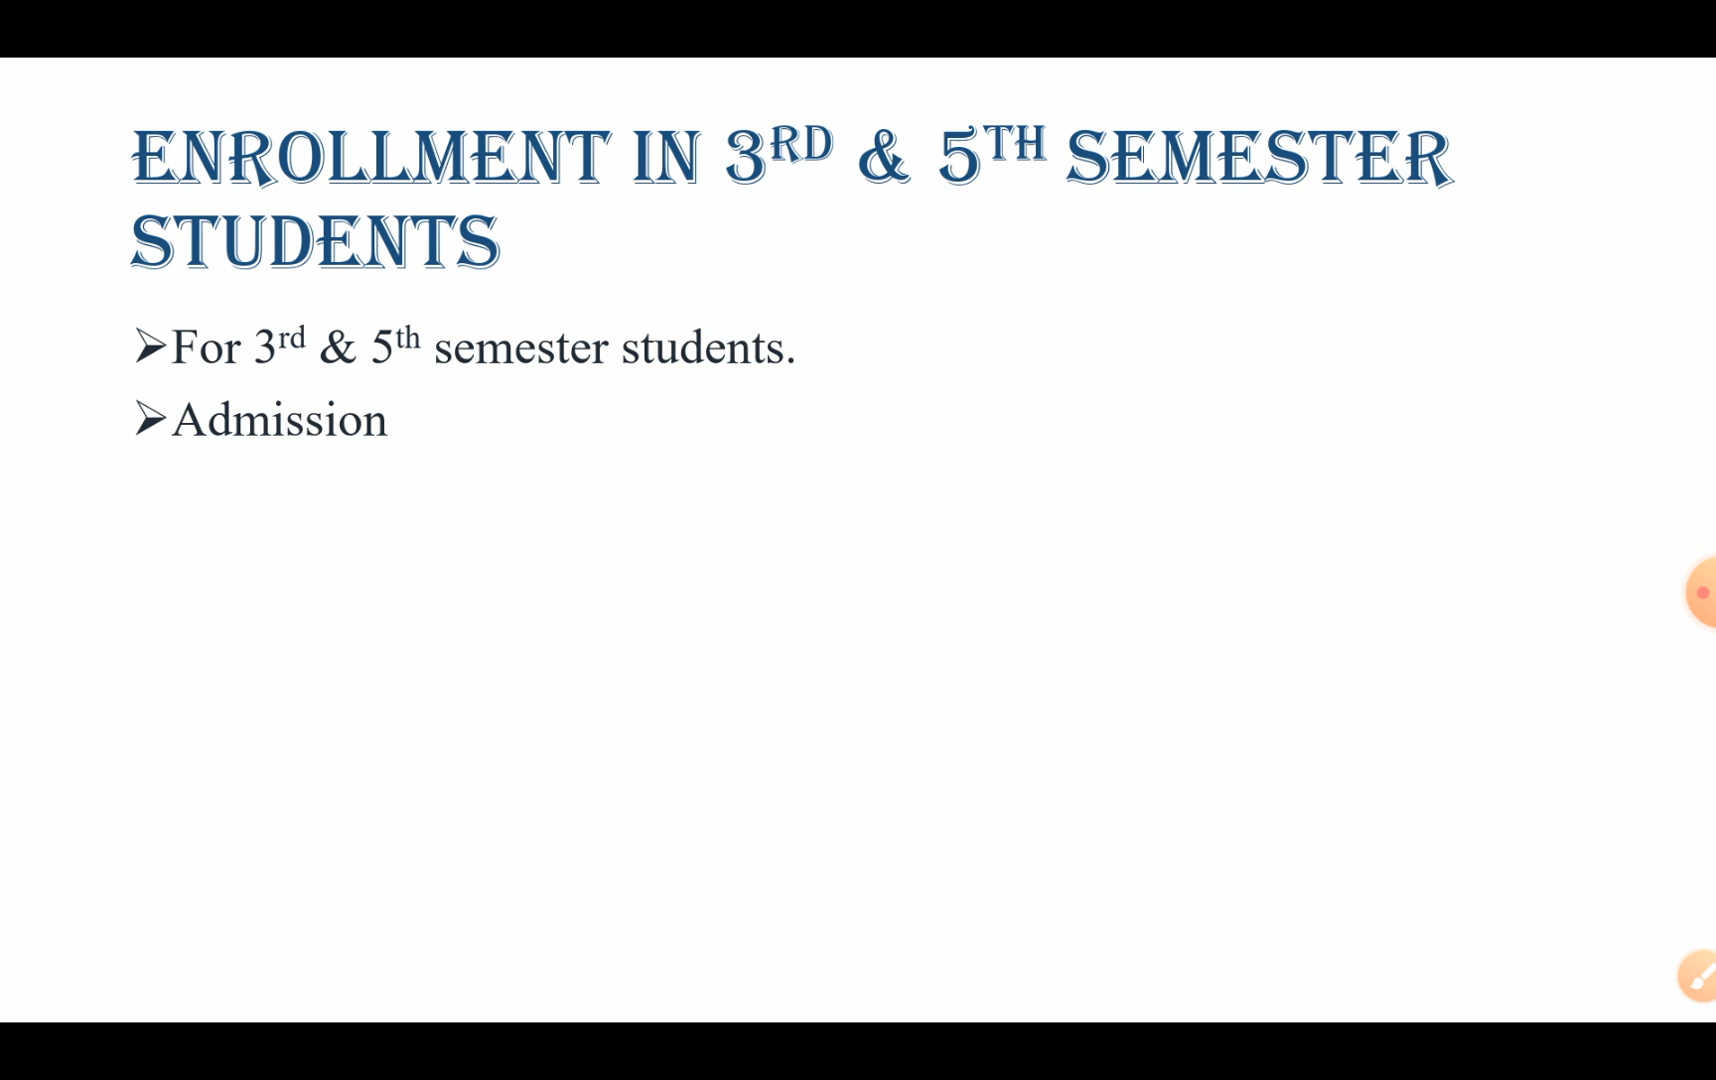 ENROLLMENT IN 3RD & 5TH SEMESTER
STUDENTS
➢For 3rd & 5th semester students.
➢Admission